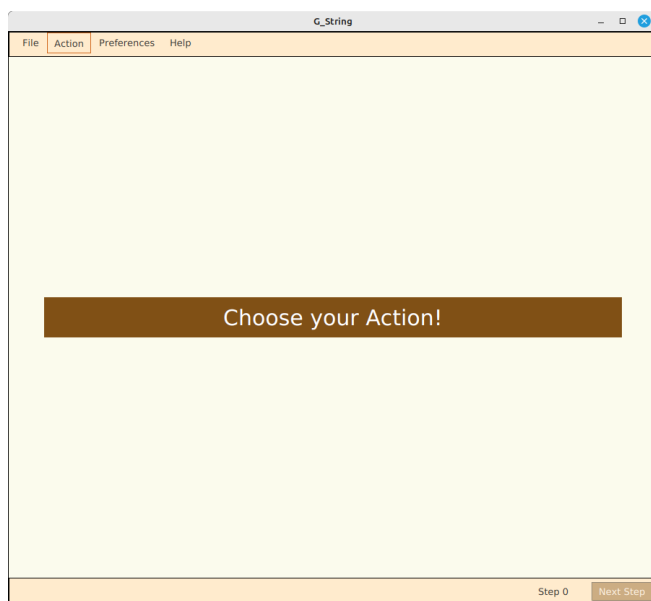 G_String
File Action Preferences Help
Choose your Action!
Step 0 Next Step